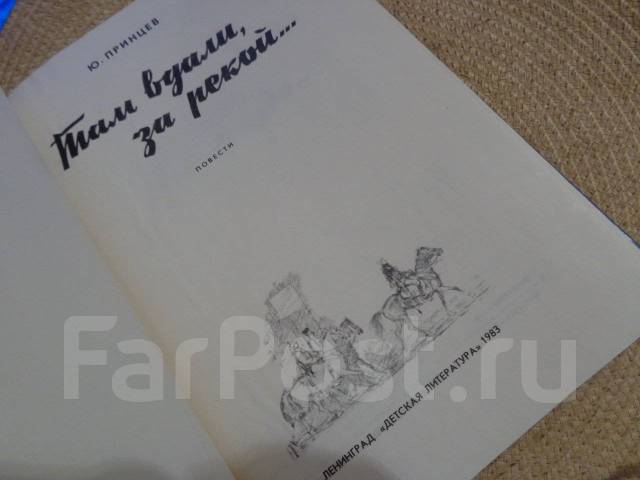 Ю. ПРИНЦЕВ
Там вдали,
за рекой...
ПОВЕСТИ
FarPost.ru
ЛЕНИНГРАД «ДЕТСКАЯ ЛИТЕРАТУРА» 1983